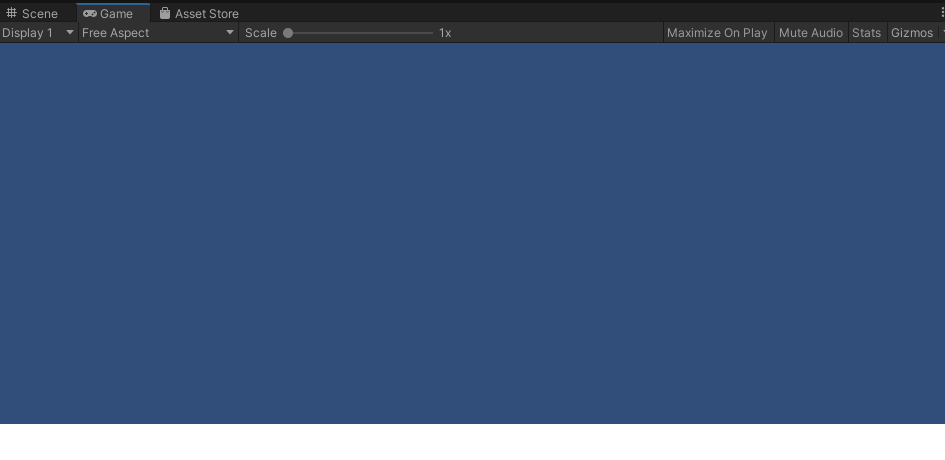 Scene Game Asset Store
Display 1 Free Aspect Scale 1x Maximize On Play Mute Audio Stats Gizmos